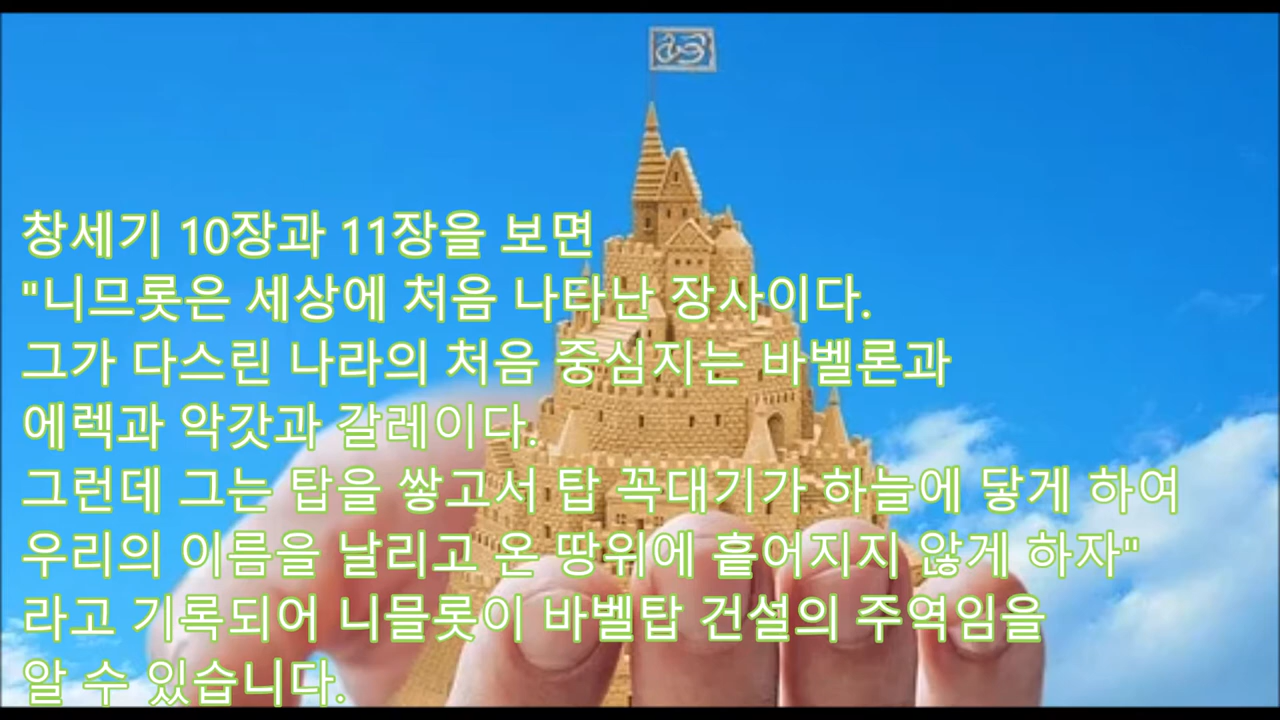 창세기 10장과 11장을 보면
"니므롯은 세상에 처음 나타난 장사이다.
그가 다스린 나라의 처음 중심지는 바벨론과
에렉과 악갓과 갈레이다.
그런데 그는 탑을 쌓고서 탑 꼭대기가 하늘에 닿게 하여
우리의 이름을 날리고 온 땅위에 흩어지지 않게 하자"
라고 기록되어 니믈롯이 바벨탑 건설의 주역임을
알 수 있습니다.